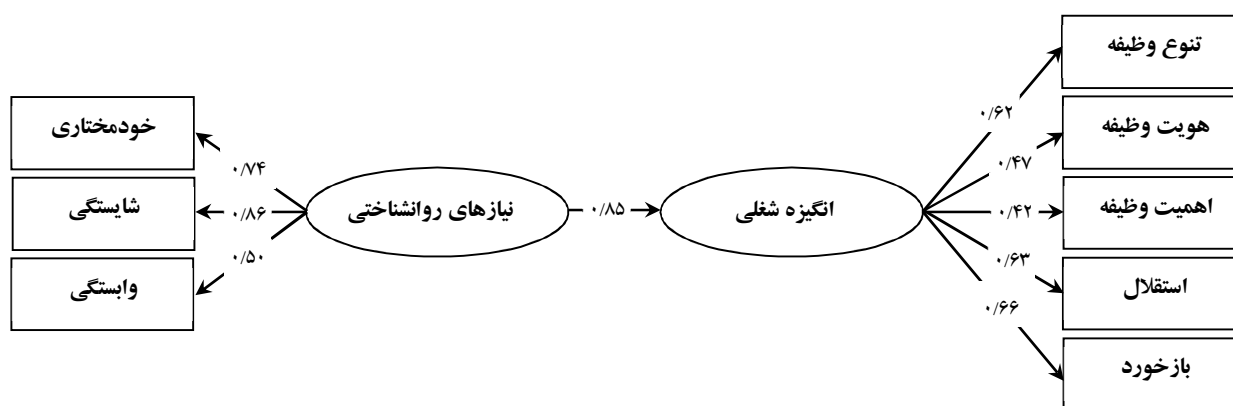 تنوع وظیفه
۰/۶۲
هویت وظیفه
۰/۴۷
اهمیت وظیفه
۰/۴۲
استقلال
۰/۶۳
بازخورد
۰/۶۶
انگیزه شغلی
۰/۸۵
نیازهای روانشناختی
خودمختاری
۰/۷۴
شایستگی
۰/۸۶
وابستگی
۰/۵۰